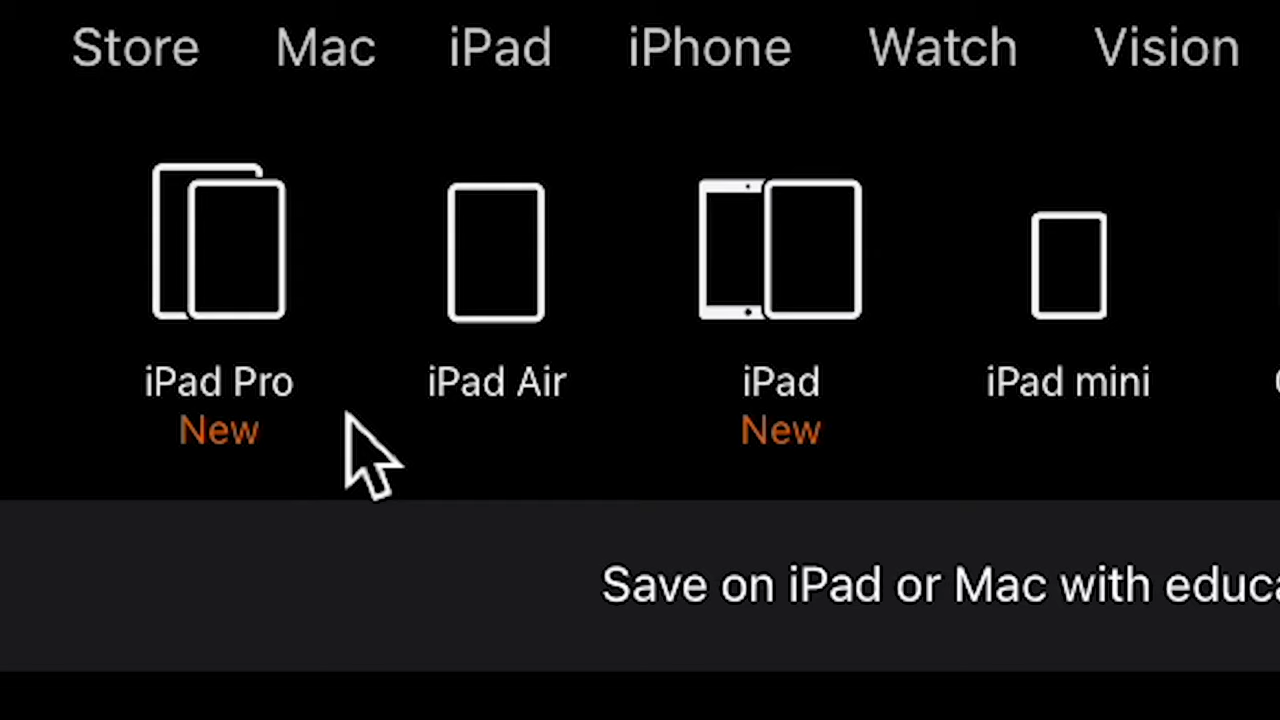 Store Mac iPad iPhone Watch Vision
iPad Pro iPad Air iPad iPad mini
New New
Save on iPad or Mac with